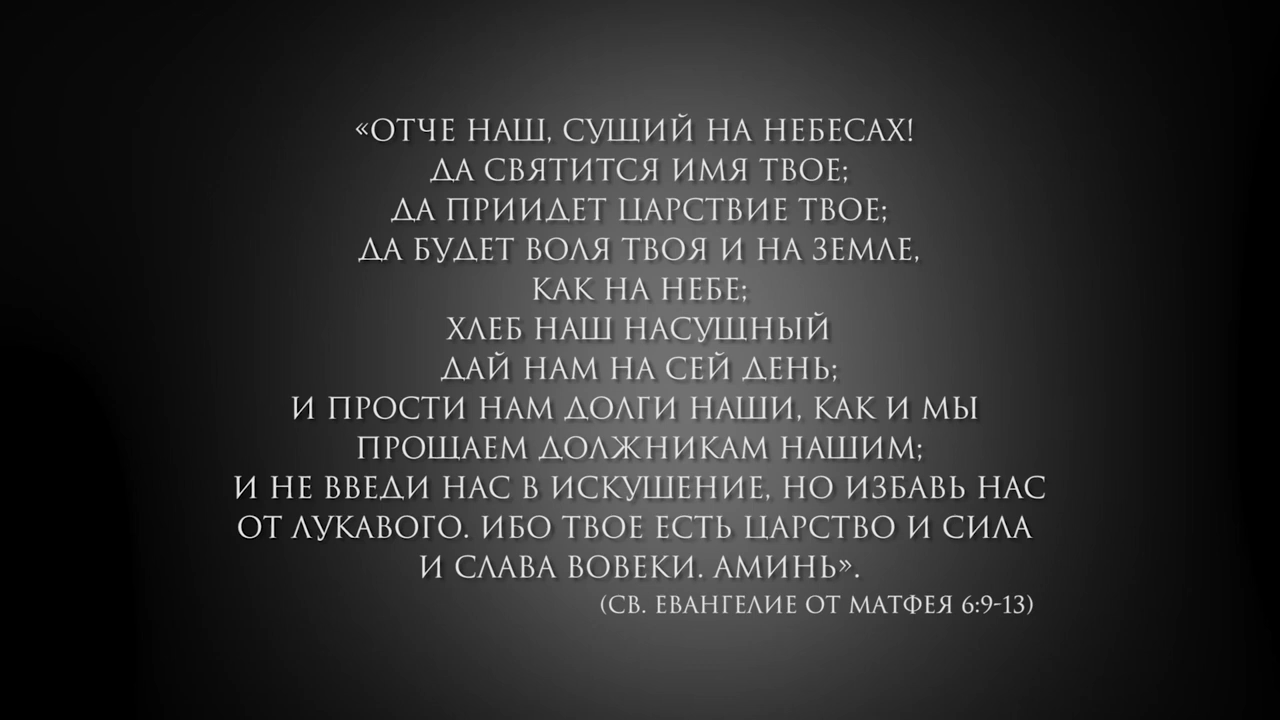 «ОТЧЕ НАШ, СУЩИЙ НА НЕБЕСАХ!
ДА СВЯТИТСЯ ИМЯ ТВОЕ;
ДА ПРИИДЕТ ЦАРСТВИЕ ТВОЕ;
ДА БУДЕТ ВОЛЯ ТВОЯ И НА ЗЕМЛЕ,
КАК НА НЕБЕ;
ХЛЕБ НАШ НАСУЩНЫЙ
ДАЙ НАМ НА СЕЙ ДЕНЬ;
И ПРОСТИ НАМ ДОЛГИ НАШИ, КАК И МЫ
ПРОЩАЕМ ДОЛЖНИКАМ НАШИМ;
И НЕ ВВЕДИ НАС В ИСКУШЕНИЕ, НО ИЗБАВЬ НАС
ОТ ЛУКАВОГО. ИБО ТВОЕ ЕСТЬ ЦАРСТВО И СИЛА
И СЛАВА ВОВЕКИ. АМИНЬ».
(СВ. ЕВАНГЕЛИЕ ОТ МАТФЕЯ 6:9-13)